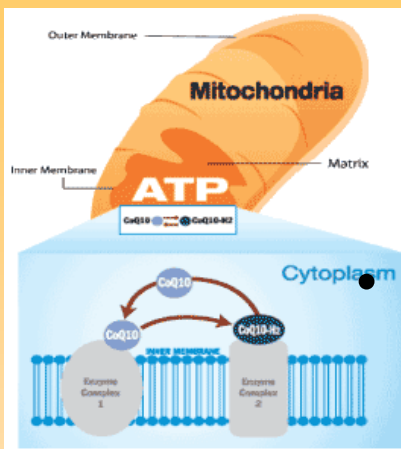 Outer Membrane
Mitochondria
Inner Membrane
Matrix
ATP
CoQ10 CoQ10-H2
Cytoplasm
CoQ10
CoQ10
CoQ10-H2
INNER MEMBRANE
Enzyme
Complex
1
Enzyme
Complex
2